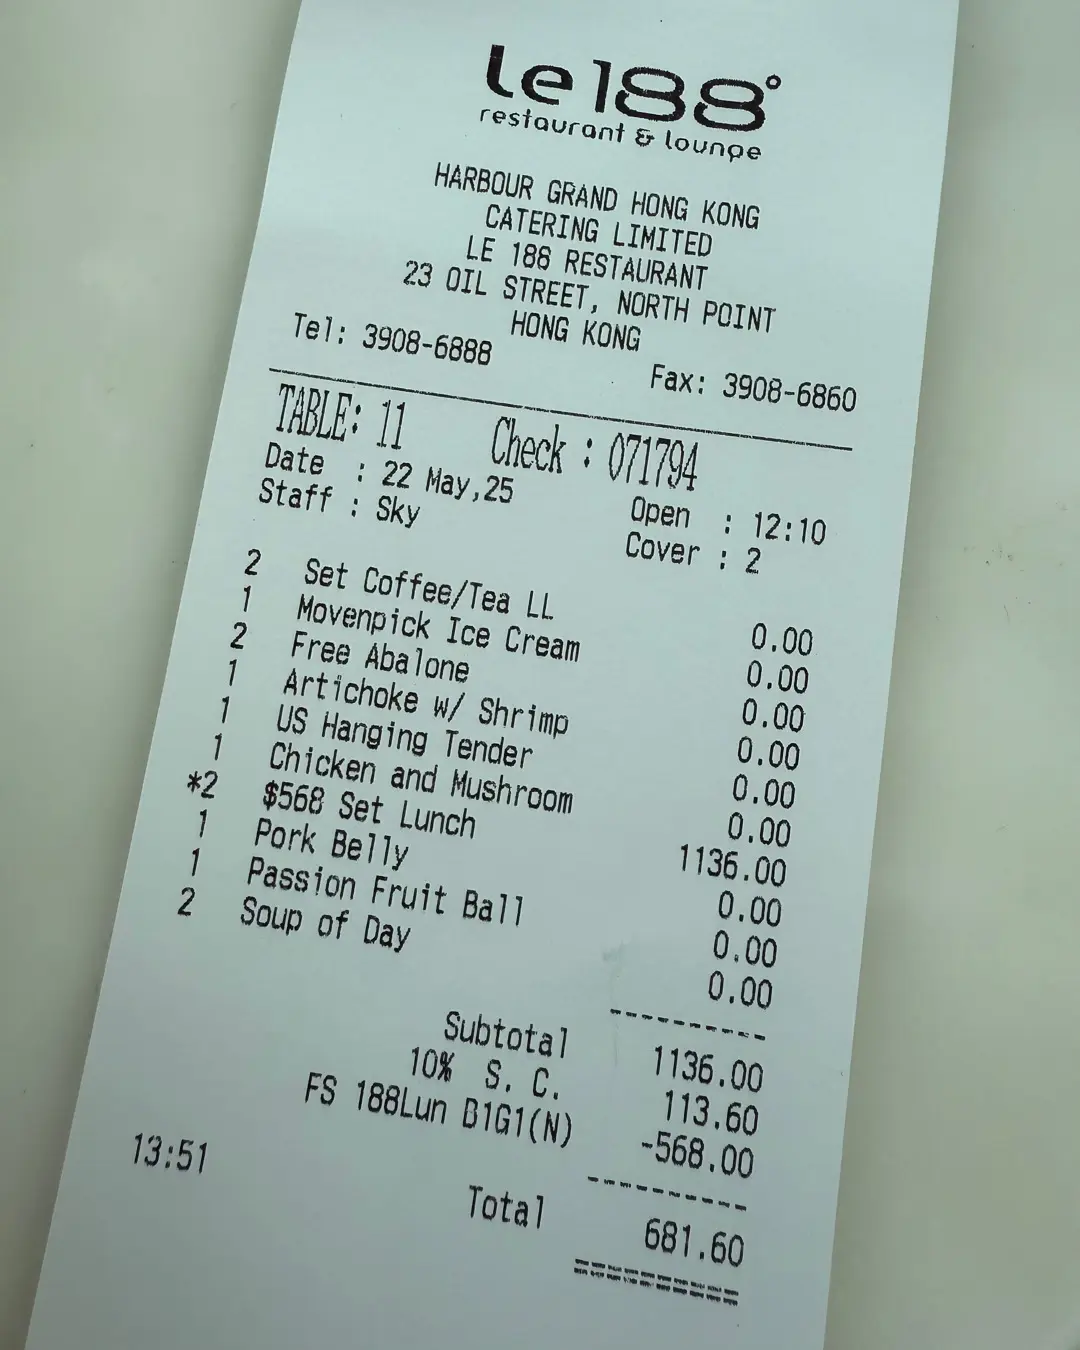 Le188°
restaurant & lounge
HARBOUR GRAND HONG KONG
CATERING LIMITED
LE 188 RESTAURANT
23 OIL STREET, NORTH POINT
HONG KONG
Tel: 3908-6888 Fax: 3908-6860
TABLE: 11 Check : 071794
Date : 22 May,25 Open : 12:10
Staff : Sky Cover : 2
2 Set Coffee/Tea LL 0.00
1 Movenpick Ice Cream 0.00
2 Free Abalone 0.00
1 Artichoke w/ Shrimp 0.00
1 US Hanging Tender 0.00
1 Chicken and Mushroom 0.00
*2 $568 Set Lunch 1136.00
1 Pork Belly 0.00
1 Passion Fruit Ball 0.00
2 Soup of Day 0.00
Subtotal 1136.00
10% S. C. 113.60
FS 188Lun B1G1(N) -568.00
13:51 Total 681.60